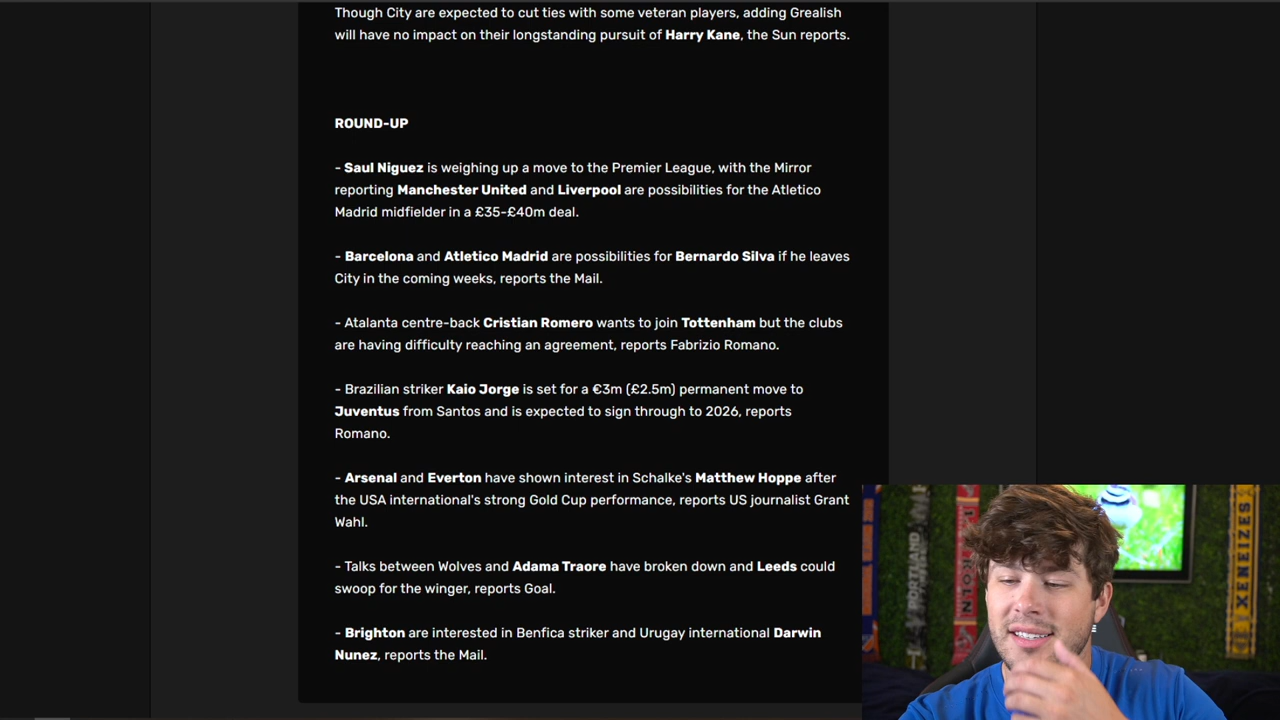 Though City are expected to cut ties with some veteran players, adding Grealish
will have no impact on their longstanding pursuit of Harry Kane, the Sun reports.
ROUND-UP
- Saul Niguez is weighing up a move to the Premier League, with the Mirror
reporting Manchester United and Liverpool are possibilities for the Atletico
Madrid midfielder in a £35-£40m deal.
- Barcelona and Atletico Madrid are possibilities for Bernardo Silva if he leaves
City in the coming weeks, reports the Mail.
- Atalanta centre-back Cristian Romero wants to join Tottenham but the clubs
are having difficulty reaching an agreement, reports Fabrizio Romano.
- Brazilian striker Kaio Jorge is set for a €3m (£2.5m) permanent move to
Juventus from Santos and is expected to sign through to 2026, reports
Romano.
- Arsenal and Everton have shown interest in Schalke's Matthew Hoppe after
the USA international's strong Gold Cup performance, reports US journalist Grant
Wahl.
- Talks between Wolves and Adama Traore have broken down and Leeds could
swoop for the winger, reports Goal.
- Brighton are interested in Benfica striker and Urugay international Darwin
Nunez, reports the Mail.
PORTLAND
XENEIZES